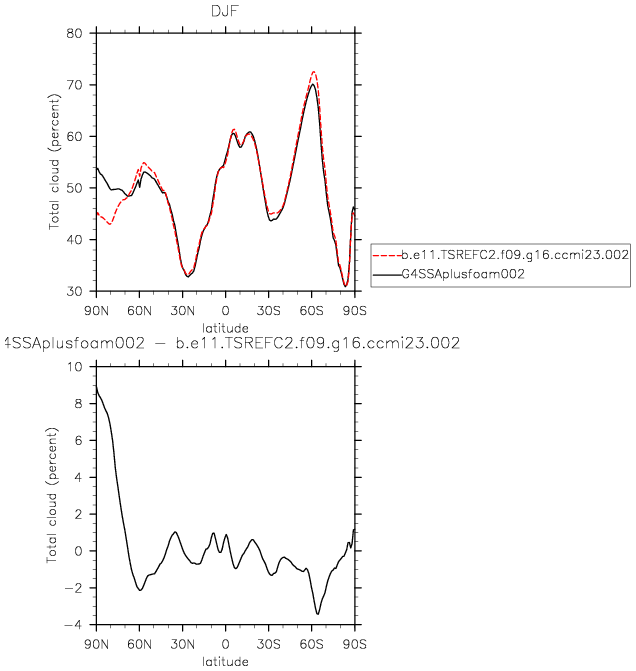 DJF
80
70
60
50
40
30
Total cloud (percent)
90N 60N 30N 0 30S 60S 90S
latitude
b.e11.TSREFC2.f09.g16.ccmi23.002
G4SSAplusfoam002
4SSAplusfoam002 − b.e11.TSREFC2.f09.g16.ccmi23.002
10
8
6
4
2
0
−2
−4
Total cloud (percent)
90N 60N 30N 0 30S 60S 90S
latitude